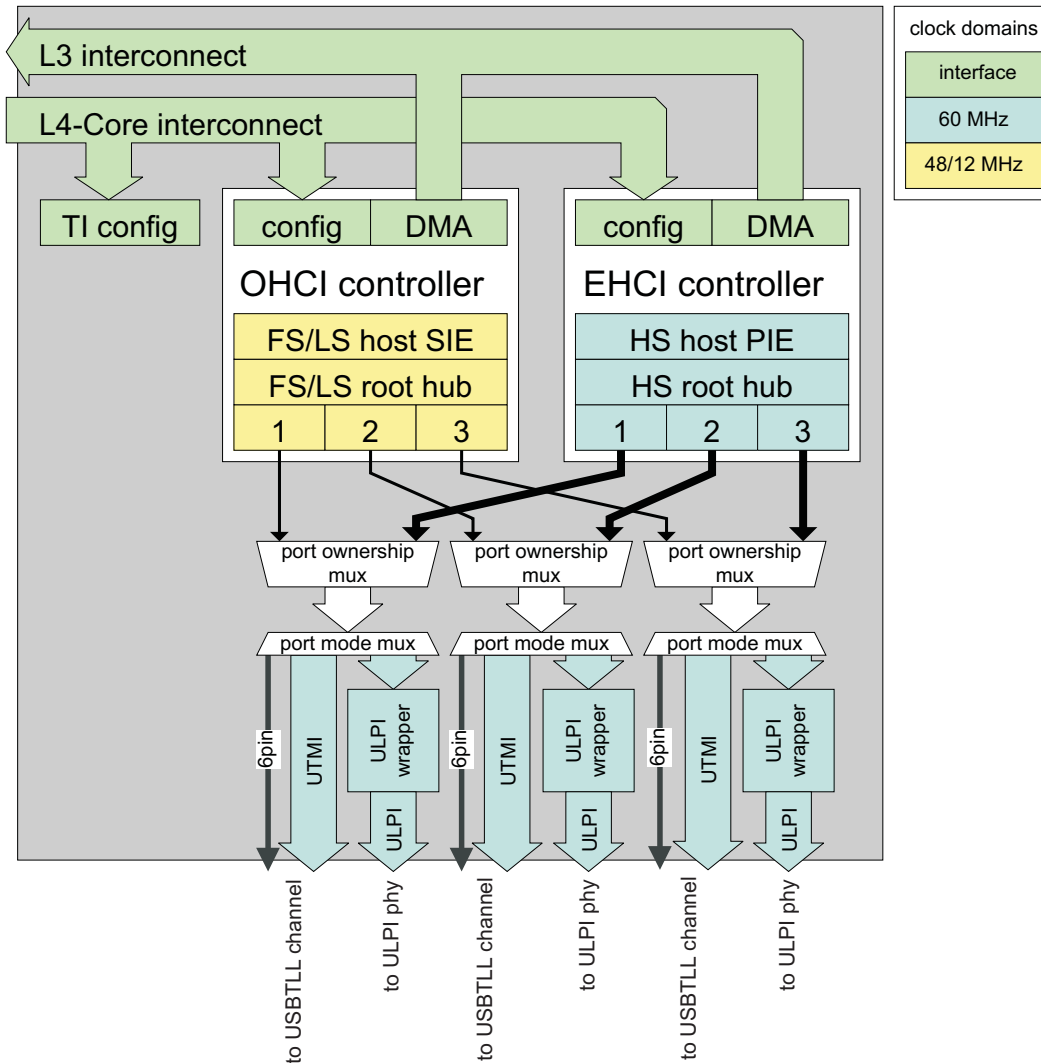 clock domains
interface
60 MHz
48/12 MHz
L3 interconnect
L4-Core interconnect
TI config
config
DMA
config
DMA
OHCI controller
EHCI controller
FS/LS host SIE
HS host PIE
FS/LS root hub
HS root hub
1
2
3
1
2
3
port ownership
mux
port ownership
mux
port ownership
mux
port mode mux
port mode mux
port mode mux
6pin
UTMI
ULPI
wrapper
ULPI
6pin
UTMI
ULPI
wrapper
ULPI
6pin
UTMI
ULPI
wrapper
ULPI
to USBTLL channel
to ULPI phy
to USBTLL channel
to ULPI phy
to USBTLL channel
to ULPI phy